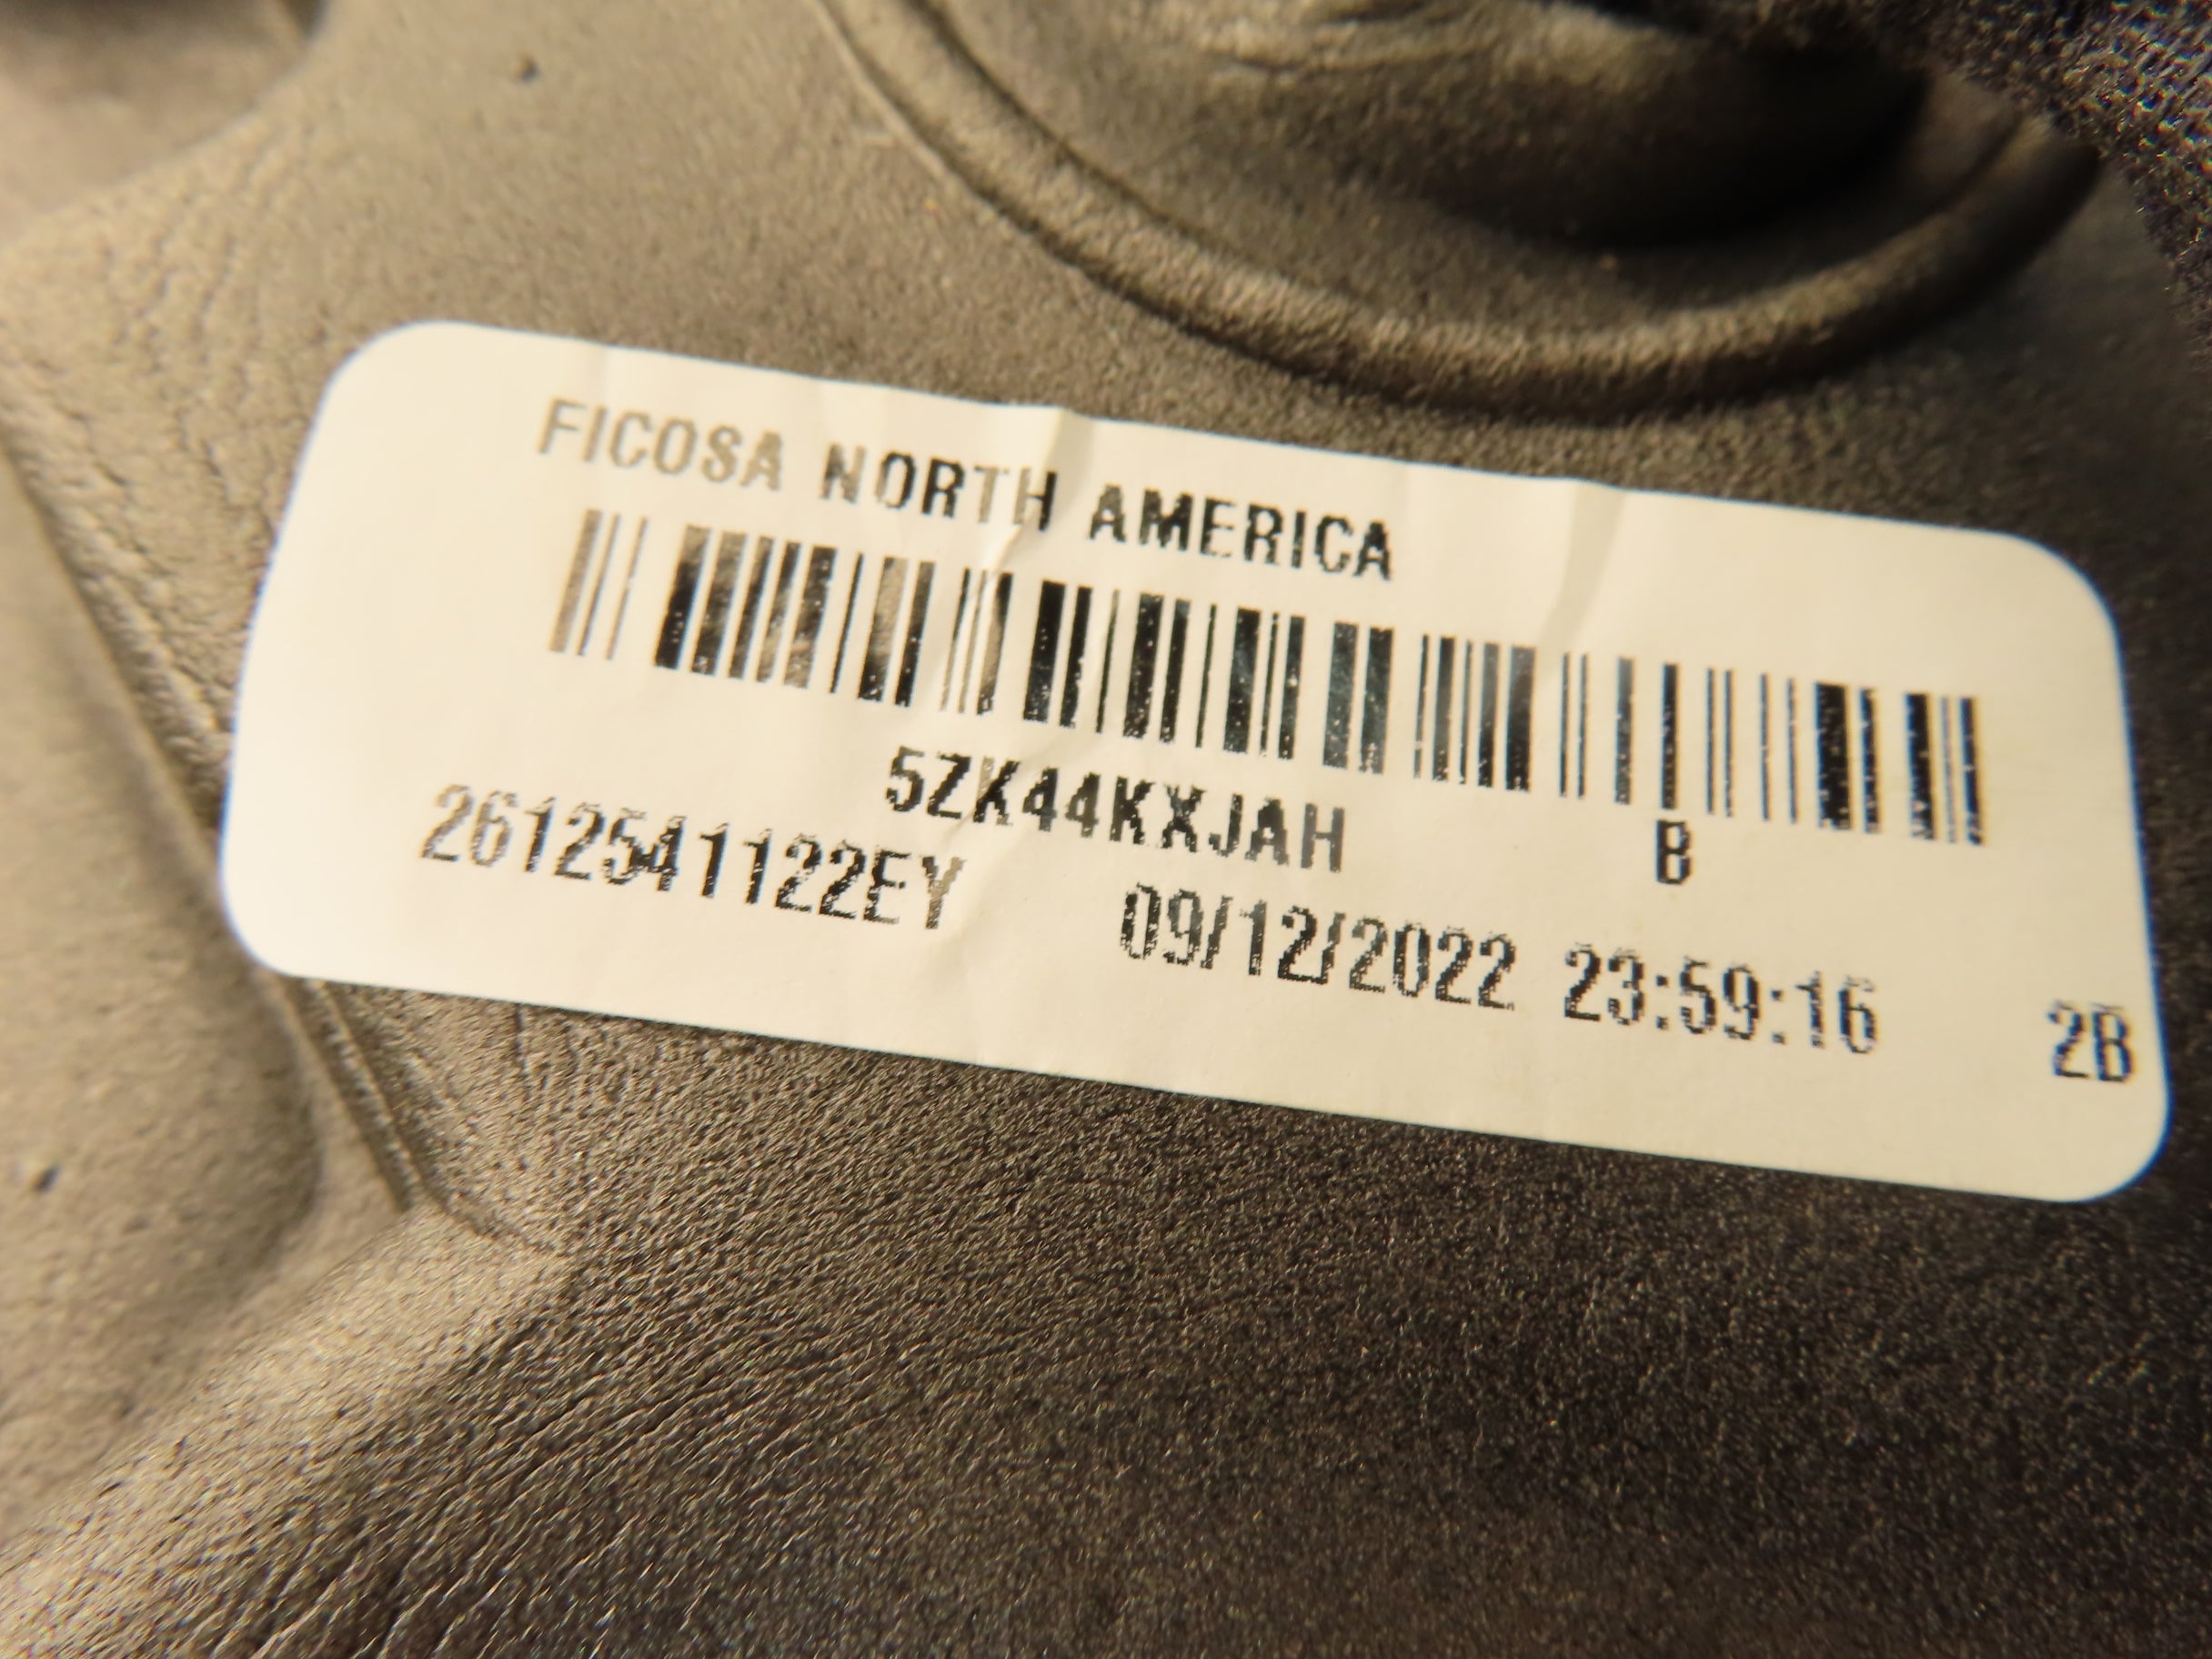 FICOSA NORTH AMERICA
5ZK44KXJAH B
2612541122EY 09/12/2022 23:59:16 2B